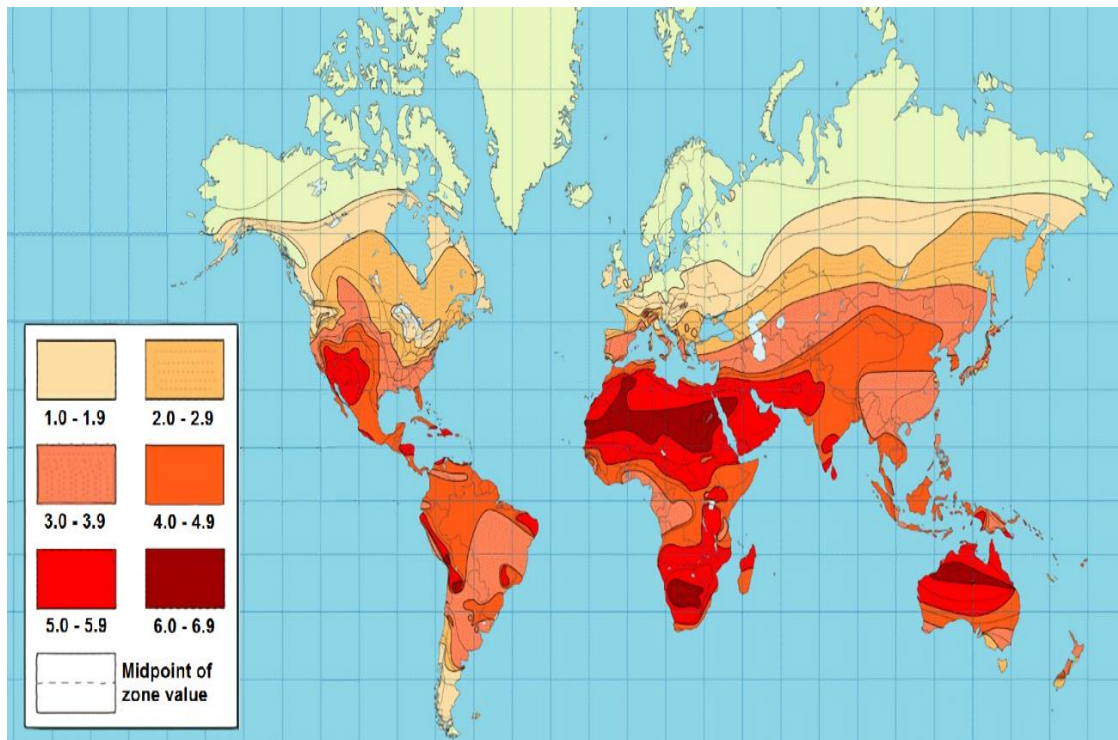 1.0 - 1.9
2.0 - 2.9
3.0 - 3.9
4.0 - 4.9
5.0 - 5.9
6.0 - 6.9
Midpoint of
zone value